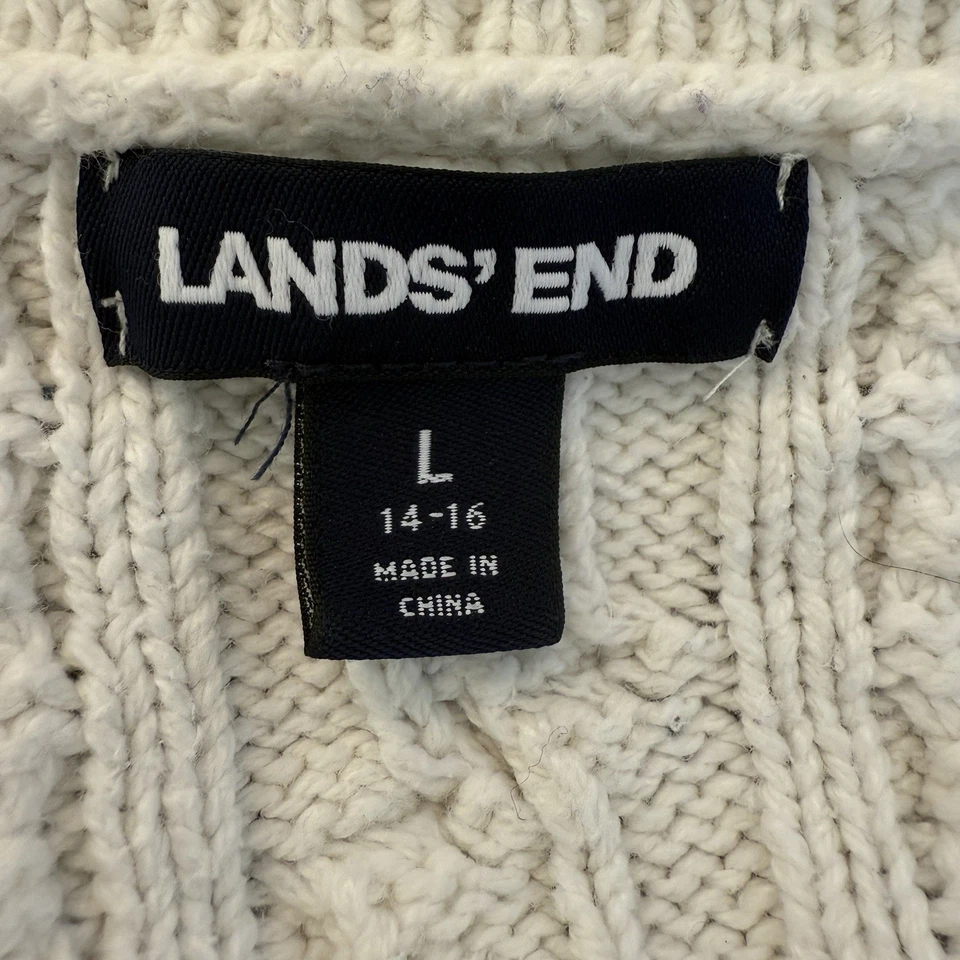 LANDS' END
L
14-16
MADE IN
CHINA